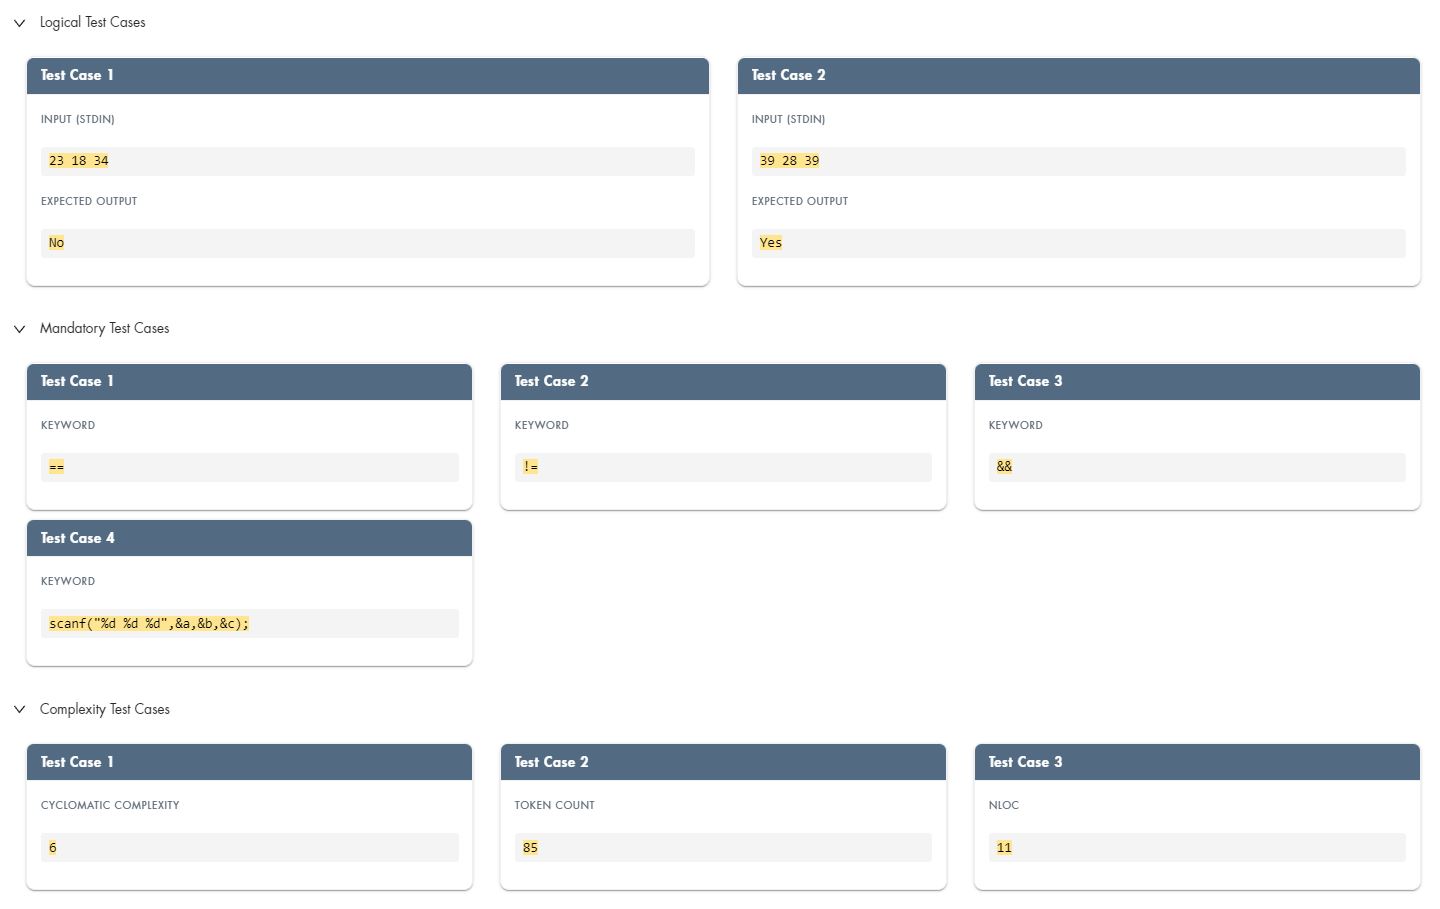 Logical Test Cases
Test Case 1
INPUT (STDIN)
23 18 34
EXPECTED OUTPUT
No
Test Case 2
INPUT (STDIN)
39 28 39
EXPECTED OUTPUT
Yes
Mandatory Test Cases
Test Case 1
KEYWORD
==
Test Case 2
KEYWORD
!=
Test Case 3
KEYWORD
&&
Test Case 4
KEYWORD
scanf("%d %d %d",&a,&b,&c);
Complexity Test Cases
Test Case 1
CYCLOMATIC COMPLEXITY
6
Test Case 2
TOKEN COUNT
85
Test Case 3
NLOC
11